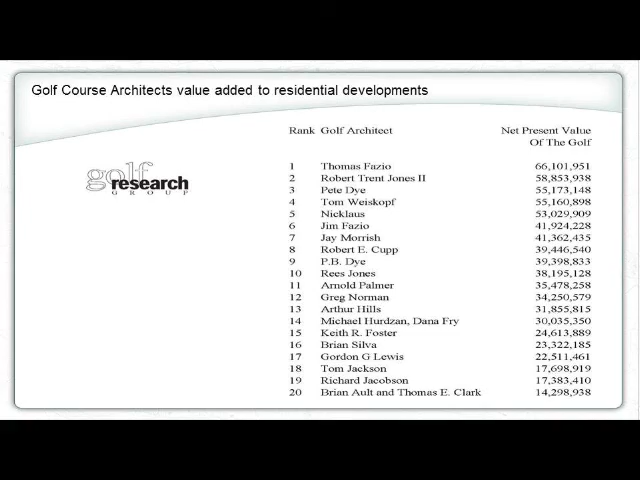 Golf Course Architects value added to residential developments
Rank Golf Architect Net Present Value
Of The Golf
golf
research
GROUP
1 Thomas Fazio 66,101,951
2 Robert Trent Jones II 58,853,938
3 Pete Dye 55,173,148
4 Tom Weiskopf 55,160,898
5 Nicklaus 53,029,909
6 Jim Fazio 41,924,228
7 Jay Morrish 41,362,435
8 Robert E. Cupp 39,446,540
9 P.B. Dye 39,398,833
10 Rees Jones 38,195,128
11 Arnold Palmer 35,478,258
12 Greg Norman 34,250,579
13 Arthur Hills 31,855,815
14 Michael Hurdzan, Dana Fry 30,035,350
15 Keith R. Foster 24,613,889
16 Brian Silva 23,322,185
17 Gordon G Lewis 22,511,461
18 Tom Jackson 17,698,919
19 Richard Jacobson 17,383,410
20 Brian Ault and Thomas E. Clark 14,298,938